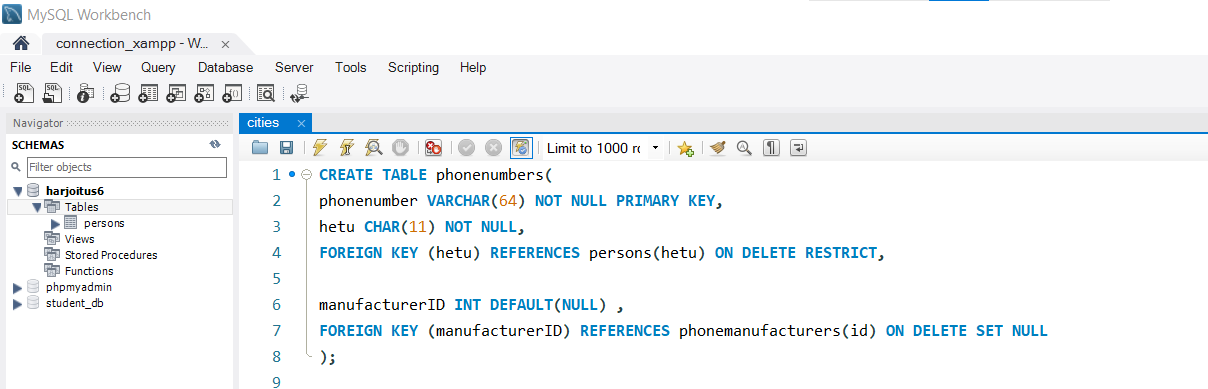 MySQL Workbench
connection_xampp - W... ×
File Edit View Query Database Server Tools Scripting Help
Navigator
SCHEMAS
Filter objects
harjoitus6
Tables
persons
Views
Stored Procedures
Functions
phpmyadmin
student_db
cities ×
Limit to 1000 rc
1 CREATE TABLE phonenumbers(
2 phonenumber VARCHAR(64) NOT NULL PRIMARY KEY,
3 hetu CHAR(11) NOT NULL,
4 FOREIGN KEY (hetu) REFERENCES persons(hetu) ON DELETE RESTRICT,
5
6 manufacturerID INT DEFAULT(NULL) ,
7 FOREIGN KEY (manufacturerID) REFERENCES phonemanufacturers(id) ON DELETE SET NULL
8 );
9